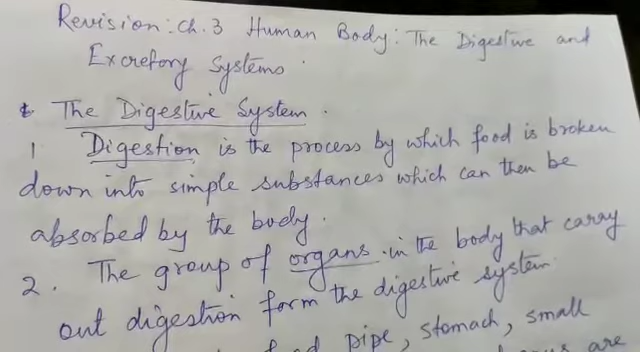 Revision: Ch. 3 Human Body: The Digestive and
Excretory Systems.
* The Digestive System.
1 Digestion is the process by which food is broken
down into simple substances which can then be
absorbed by the body.
2. The group of organs in the body that carry
out digestion form the digestive system.
food pipe, stomach, small
are